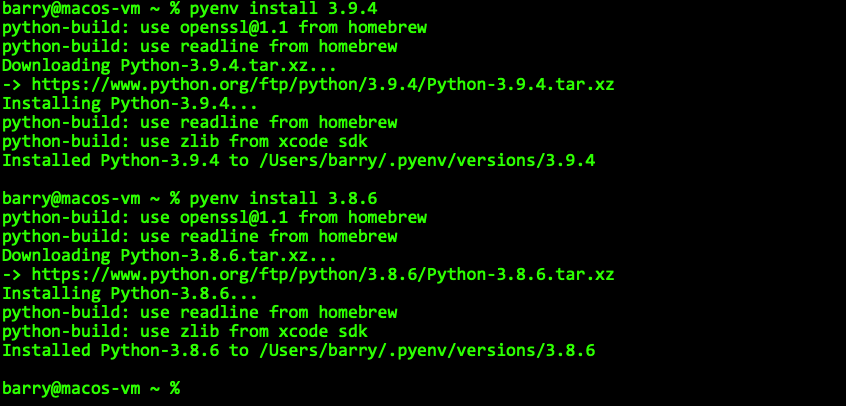 barry@macos-vm ~ % pyenv install 3.9.4
python-build: use openssl@1.1 from homebrew
python-build: use readline from homebrew
Downloading Python-3.9.4.tar.xz...
-> https://www.python.org/ftp/python/3.9.4/Python-3.9.4.tar.xz
Installing Python-3.9.4...
python-build: use readline from homebrew
python-build: use zlib from xcode sdk
Installed Python-3.9.4 to /Users/barry/.pyenv/versions/3.9.4

barry@macos-vm ~ % pyenv install 3.8.6
python-build: use openssl@1.1 from homebrew
python-build: use readline from homebrew
Downloading Python-3.8.6.tar.xz...
-> https://www.python.org/ftp/python/3.8.6/Python-3.8.6.tar.xz
Installing Python-3.8.6...
python-build: use readline from homebrew
python-build: use zlib from xcode sdk
Installed Python-3.8.6 to /Users/barry/.pyenv/versions/3.8.6

barry@macos-vm ~ %